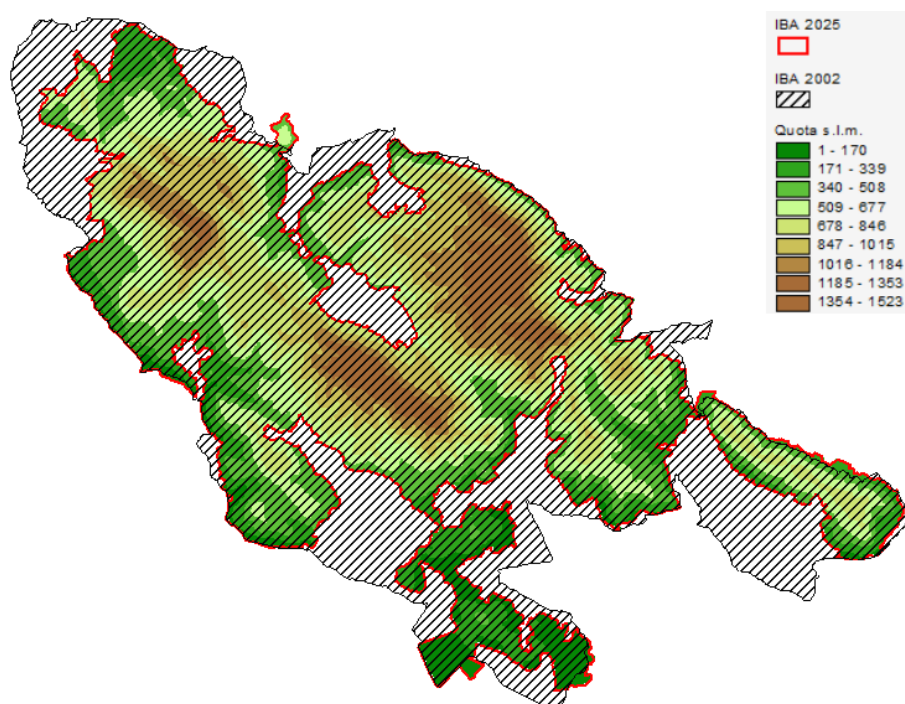 IBA 2025
IBA 2002
Quota s.l.m.
1 - 170
171 - 339
340 - 508
509 - 677
678 - 846
847 - 1015
1016 - 1184
1185 - 1353
1354 - 1523